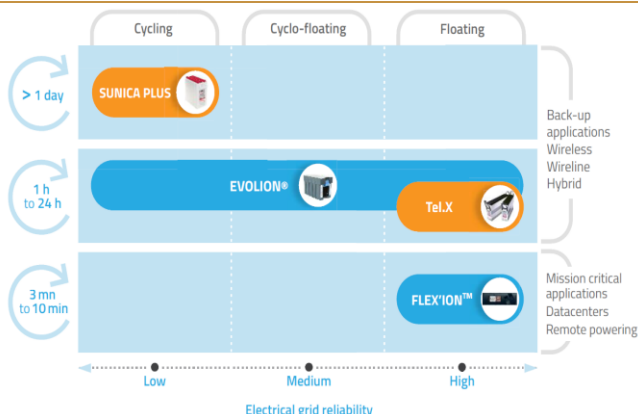 Cycling
Cyclo-floating
Floating
> 1 day
SUNICA PLUS
Back-up
applications
Wireless
Wireline
Hybrid
1 h
to 24 h
EVOLION®
Tel.X
3 mn
to 10 min
FLEX'ION™
Mission critical
applications
Datacenters
Remote powering
Low
Medium
High
Electrical grid reliability